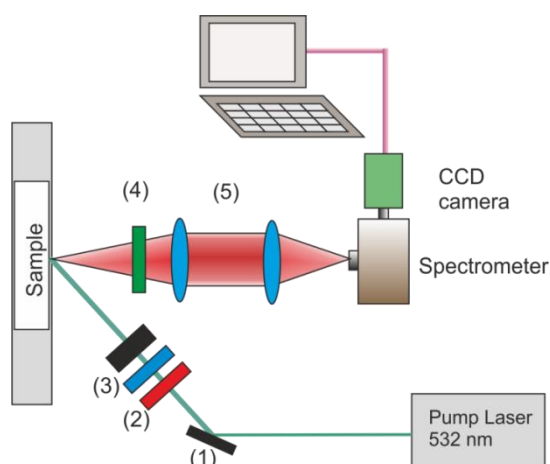 (4)
(5)
CCD
camera
Sample
Spectrometer
(3)
(2)
(1)
Pump Laser
532 nm